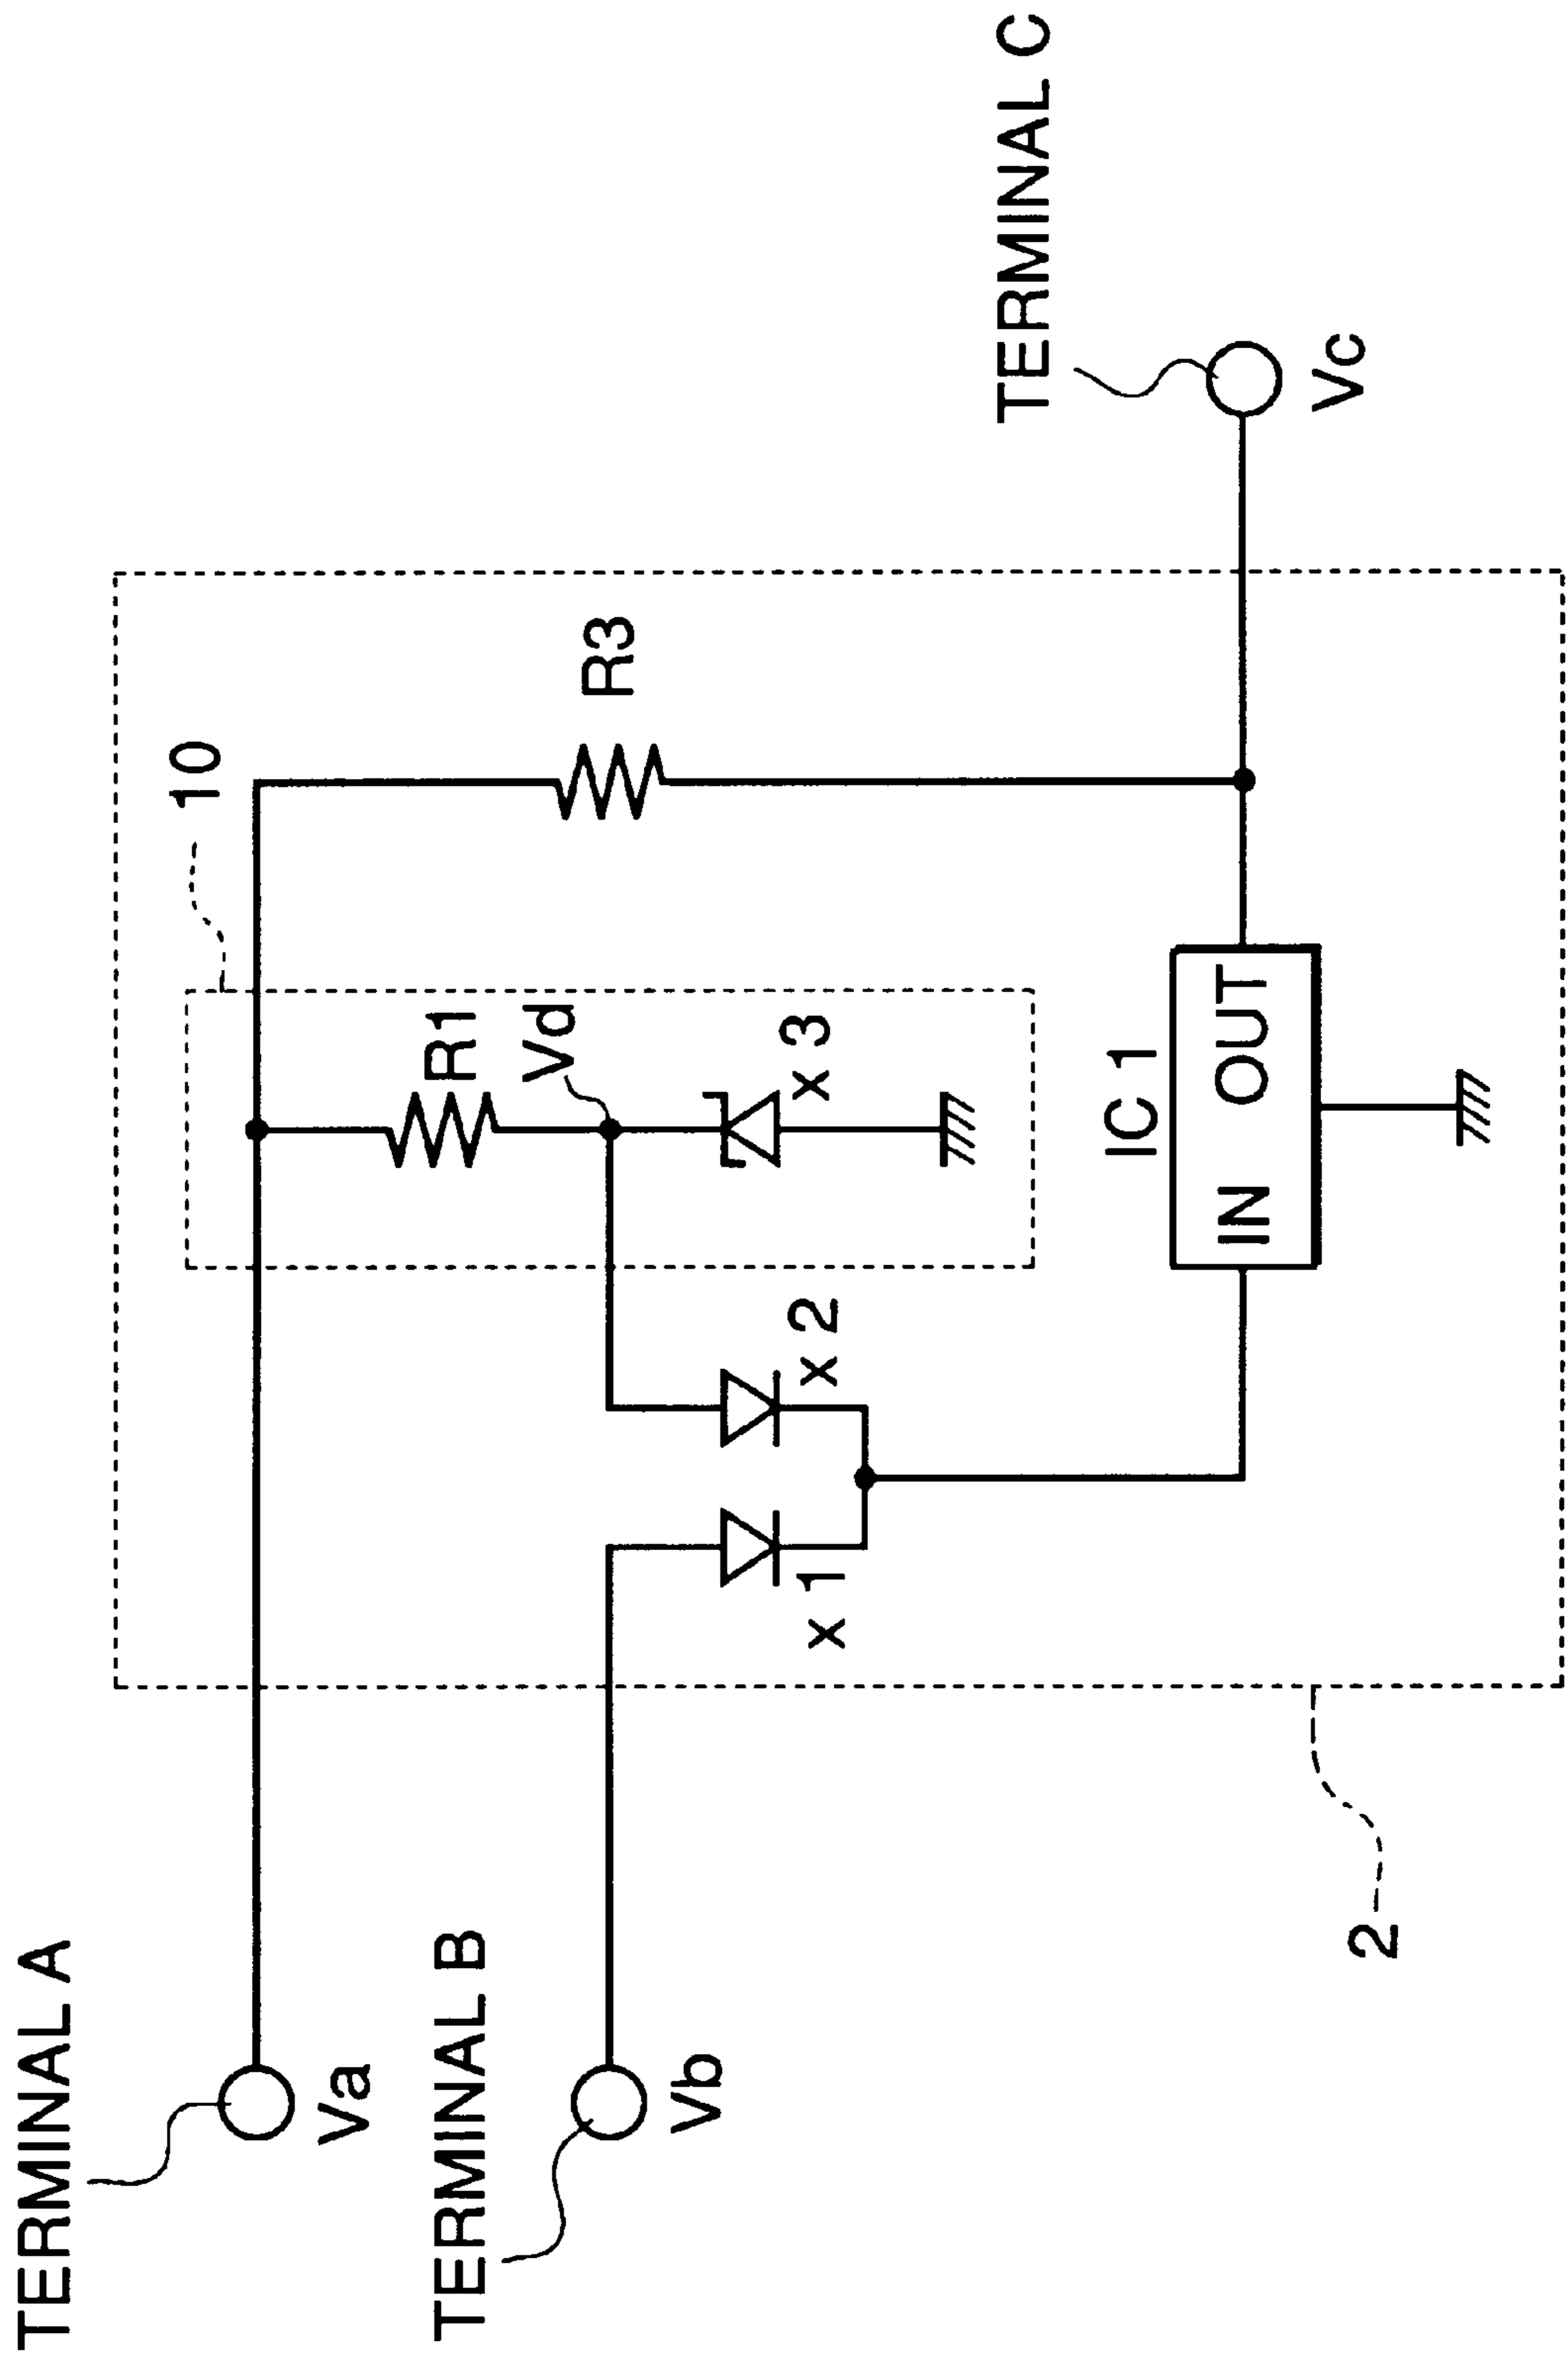 TERMINAL A
Va
TERMINAL B
Vb
2
x 1
x 2
10
R1
Vd
x 3
IC 1
IN OUT
R3
TERMINAL C
Vc